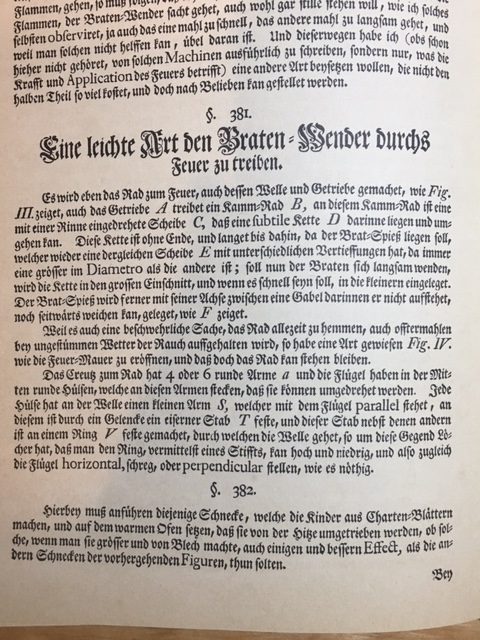 Flammen, gehen, so muß folgen,
Flammen, der Braten-Wender sacht gehet, auch wohl gar stille stehen will, wie ich solches
selbsten observiret, ja auch das eine mahl zu schnell, das andere mahl zu langsam gehet, und
weil man solchen nicht helffen kan, übel daran ist. Und dieserwegen habe ich (obs schon
hieher nicht gehöret, von solchen Machinen ausführlich zu schreiben, sondern nur, was die
Krafft und Application des Feuers betrifft) eine andere Art beysetzen wollen, die nicht den
halben Theil so viel kostet, und doch nach Belieben kan gestellet werden.
§. 381.
Eine leichte Art den Braten-Wender durchs
Feuer zu treiben.
Es wird eben das Rad zum Feuer, auch dessen Welle und Getriebe gemachet, wie Fig.
III. zeiget, auch das Getriebe A treibet ein Kamm-Rad B, an diesem Kamm-Rad ist eine
mit einer Rinne eingedrehete Scheibe C, daß eine subtile Kette D darinne liegen und um-
gehen kan. Diese Kette ist ohne Ende, und langet bis dahin, da der Brat-Spieß liegen soll,
welcher wieder eine dergleichen Scheibe E mit unterschiedlichen Vertieffungen hat, da immer
eine grösser im Diametro als die andere ist; soll nun der Braten sich langsam wenden,
wird die Kette in den grossen Einschnitt, und wenn es schnell seyn soll, in die kleinern eingeleget.
Der Brat-Spieß wird ferner mit seiner Achse zwischen eine Gabel darinnen er nicht aufstehet,
noch seitwärts weichen kan, geleget, wie F zeiget.
Weil es auch eine beschwehrliche Sache, das Rad allezeit zu hemmen, auch offtermahlen
bey ungestümmen Wetter der Rauch auffgehalten wird, so habe eine Art gewiesen Fig. IV.
wie die Feuer-Mauer zu eröffnen, und daß doch das Rad kan stehen bleiben.
Das Creutz zum Rad hat 4 oder 6 runde Arme a und die Flügel haben in der Mit-
ten runde Hülsen, welche an diesen Armen stecken, daß sie können umgedrehet werden. Jede
Hülse hat an der Welle einen kleinen Arm S, welcher mit dem Flügel parallel stehet, an
diesem ist durch ein Gelencke ein eiserner Stab T feste, und dieser Stab nebst denen andern
ist an einem Ring V feste gemachet, durch welchen die Welle gehet, so um diese Gegend Lö-
cher hat, daß man den Ring, vermittelst eines Stiffts, kan hoch und niedrig, und also zugleich
die Flügel horizontal, schreg, oder perpendicular stellen, wie es nöthig.
§. 382.
Hierbey muß anführen diejenige Schnecke, welche die Kinder aus Charten-Blättern
machen, und auf dem warmen Ofen setzen, daß sie von der Hitze umgetrieben werden, ob sol-
che, wenn man sie grösser und von Blech machte, auch einigen und bessern Effect, als die an-
dern Schnecken der vorhergehenden Figuren, thun solten.
Bey